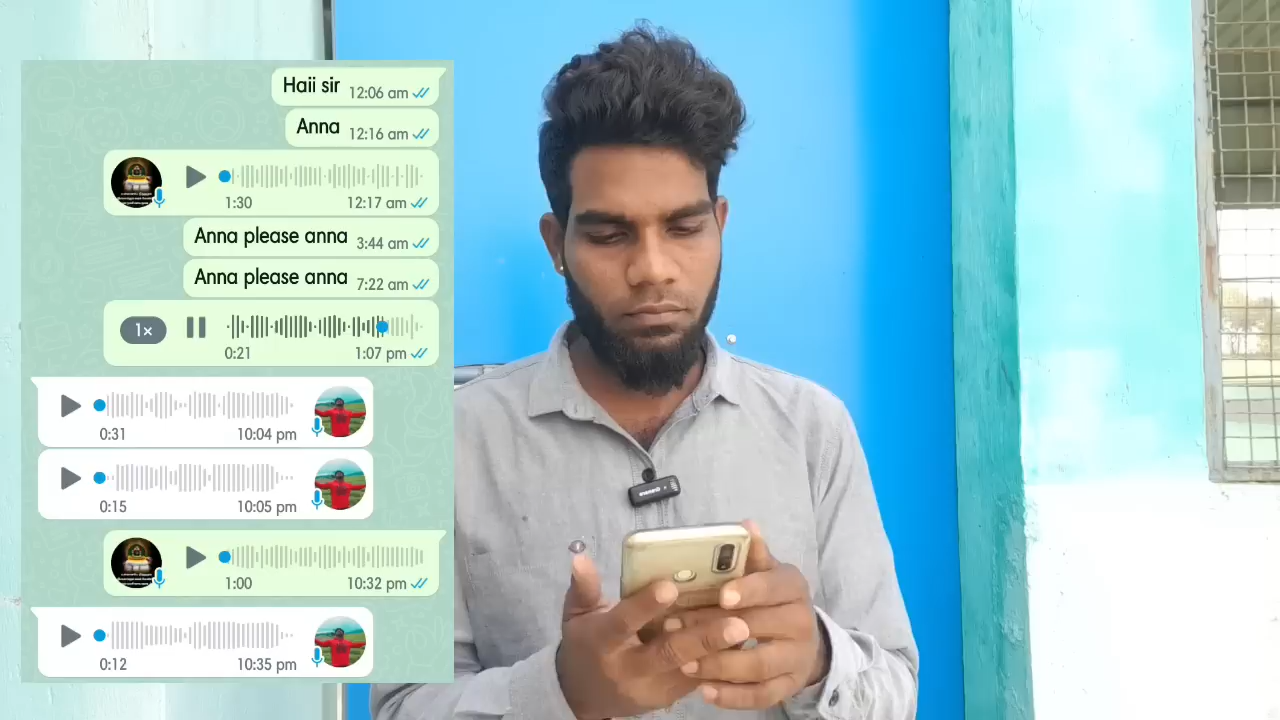 Haii sir 12:06 am
Anna 12:16 am
1:30 12:17 am
Anna please anna 3:44 am
Anna please anna 7:22 am
1x
0:21 1:07 pm
0:31 10:04 pm
0:15 10:05 pm
1:00 10:32 pm
0:12 10:35 pm